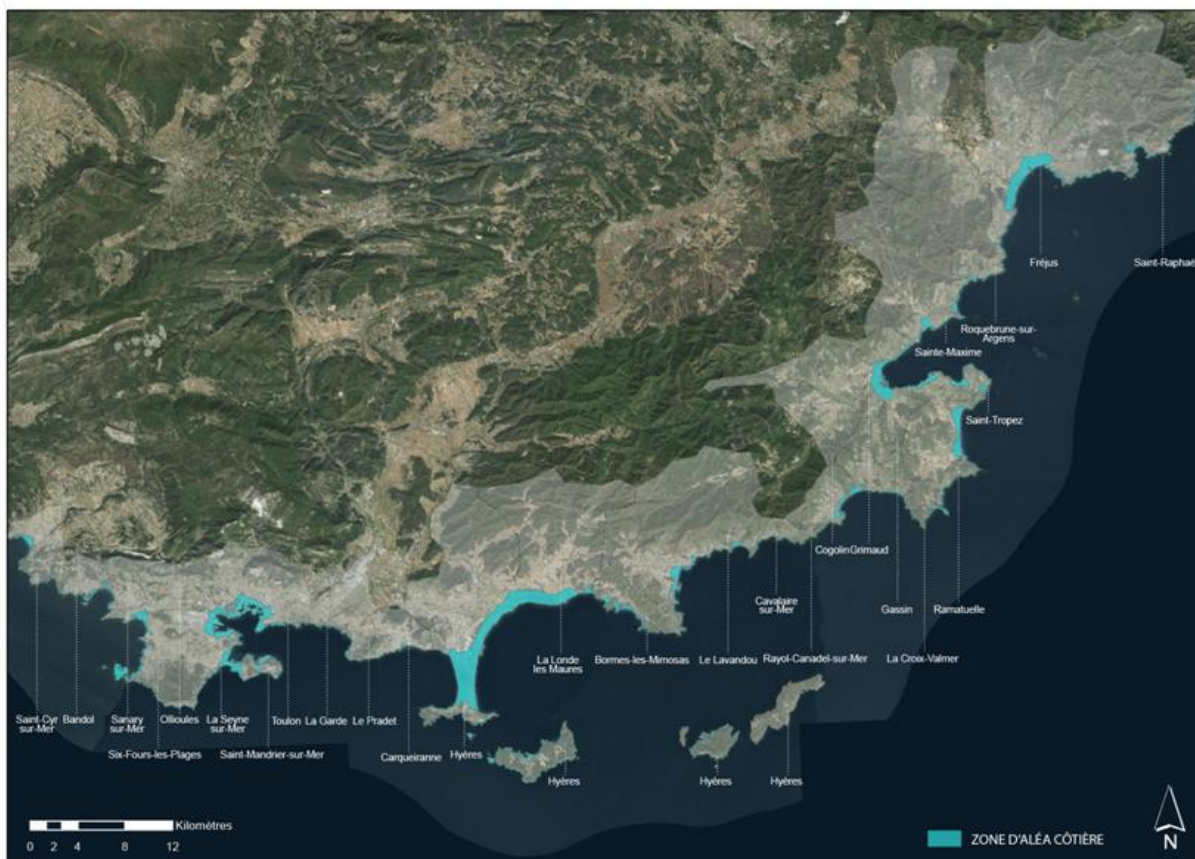 Fréjus
Saint-Raphaë
Roquebrune-sur-
Argens
Sainte-Maxime
Saint-Tropez
CogolinGrimaud
Cavalaire
sur-Mer
Gassin
Ramatuelle
La Londe
les Maures
Bormes-les-Mimosas
Le Lavandou
Rayol-Canadel-sur-Mer
La Croix-Valmer
Saint-Cyr
sur-Mer
Bandol
Sanary
sur-Mer
Ollioules
La Seyne
sur-Mer
Toulon
La Garde
Le Pradet
Six-Fours-les-Plages
Saint-Mandrier-sur-Mer
Carqueiranne
Hyères
Hyères
Hyères
Hyères
Kilomètres
0 2 4 8 12
ZONE D'ALÉA CÔTIÈRE
N